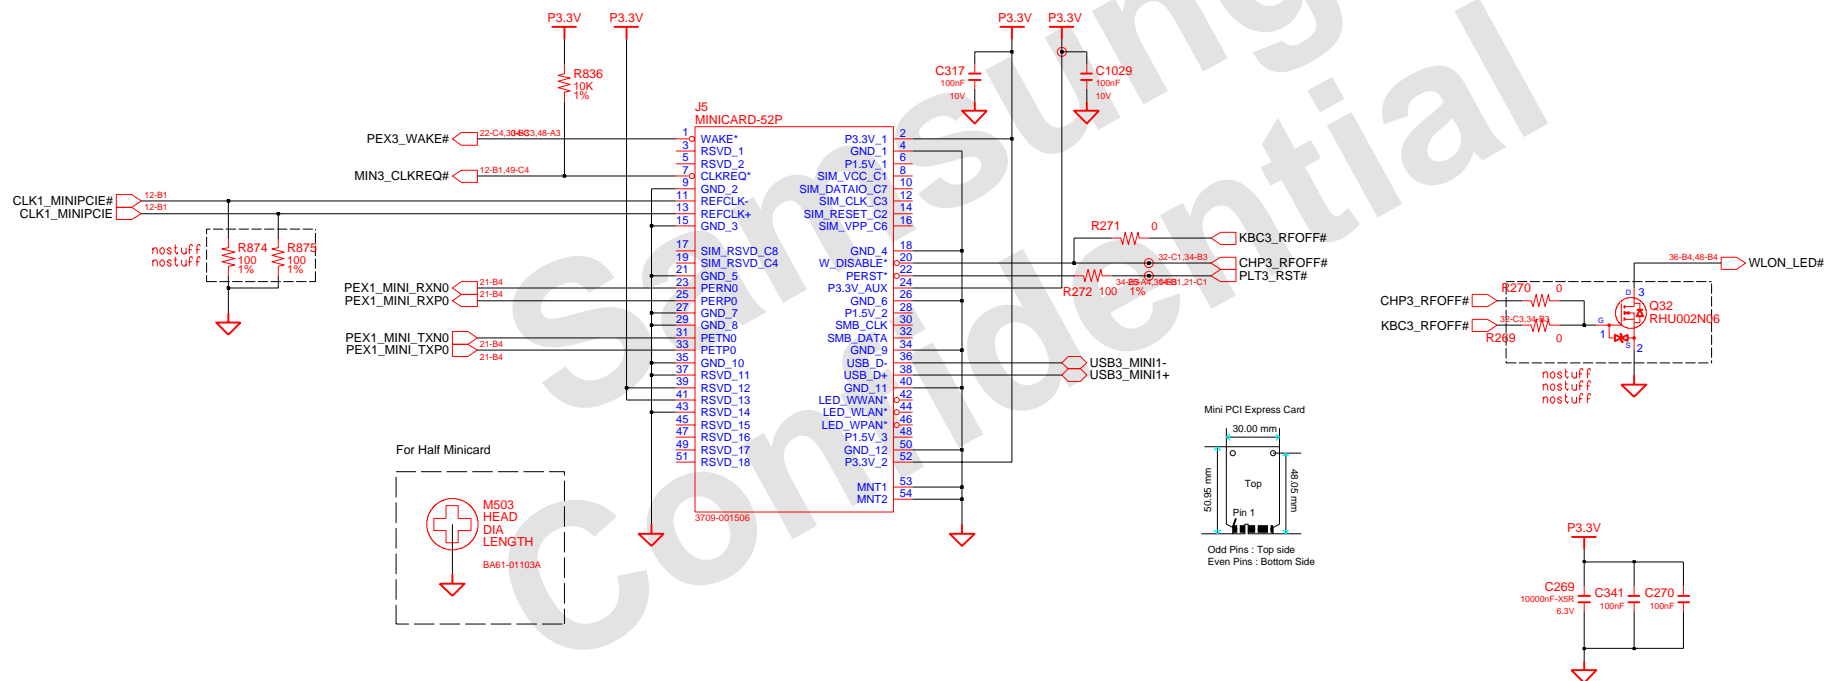 Samsung
Confidential
P3.3V
P3.3V
P3.3V
P3.3V
R836
10K
1%
C317
100nF
10V
C1029
100nF
10V
J5
MINICARD-52P
PEX3_WAKE#
MIN3_CLKREQ#
12-B1,49-C4
CLK1_MINIPCIE#
12-B1
CLK1_MINIPCIE
12-B1
nostuff
nostuff
R874
100
1%
R875
100
1%
PEX1_MINI_RXN0
21-B4
PEX1_MINI_RXP0
21-B4
PEX1_MINI_TXN0
21-B4
PEX1_MINI_TXP0
21-B4
1 WAKE*
3 RSVD_1
5 RSVD_2
7 CLKREQ*
9 GND_2
11 REFCLK-
13 REFCLK+
15 GND_3
17 SIM_RSVD_C8
19 SIM_RSVD_C4
21 GND_5
23 PERN0
25 PERP0
27 GND_7
29 GND_8
31 PETN0
33 PETP0
35 GND_10
37 RSVD_11
39 RSVD_12
41 RSVD_13
43 RSVD_14
45 RSVD_15
47 RSVD_16
49 RSVD_17
51 RSVD_18
P3.3V_1 2
GND_1 4
P1.5V_1 6
SIM_VCC_C1 8
SIM_DATAIO_C7 10
SIM_CLK_C3 12
SIM_RESET_C2 14
SIM_VPP_C6 16
GND_4 18
W_DISABLE* 20
PERST* 22
P3.3V_AUX 24
GND_6 26
P1.5V_2 28
SMB_CLK 30
SMB_DATA 32
GND_9 34
USB_D- 36
USB_D+ 38
GND_11 40
LED_WWAN* 42
LED_WLAN* 44
LED_WPAN* 46
P1.5V_3 48
GND_12 50
P3.3V_2 52
MNT1 53
MNT2 54
3709-001506
R271 0
KBC3_RFOFF#
32-C1,34-B3
CHP3_RFOFF#
PLT3_RST#
R272 100 1%
USB3_MINI1-
USB3_MINI1+
36-B4,48-B4
WLON_LED#
CHP3_RFOFF#
R270 0
KBC3_RFOFF#
32-C3,34-B3
R269 0
D 3
G 1
S 2
Q32
RHU002N06
nostuff
nostuff
nostuff
For Half Minicard
M503
HEAD
DIA
LENGTH
BA61-01103A
Mini PCI Express Card
30.00 mm
50.95 mm
48.05 mm
Top
Pin 1
Odd Pins : Top side
Even Pins : Bottom Side
P3.3V
C269
10000nF-X5R
6.3V
C341
100nF
C270
100nF